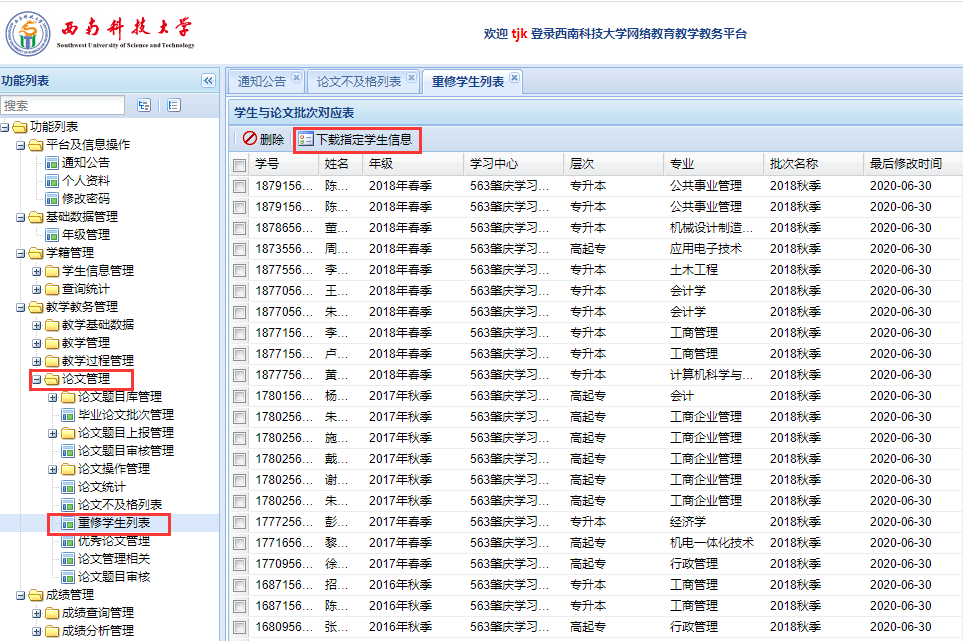 西南科技大学
Southwest University of Science and Technology
欢迎 tjk 登录西南科技大学网络教育教学教务平台
功能列表
搜索
功能列表
平台及信息操作
通知公告
个人资料
修改密码
基础数据管理
年级管理
学籍管理
学生信息管理
查询统计
教学教务管理
教学基础数据
教学管理
教学过程管理
论文管理
论文题目库管理
毕业论文批次管理
论文题目上报管理
论文题目审核管理
论文操作管理
论文统计
论文不及格列表
重修学生列表
优秀论文管理
论文管理相关
论文题目审核
成绩管理
成绩查询管理
成绩分析管理
通知公告 论文不及格列表 重修学生列表
学生与论文批次对应表
删除 下载指定学生信息
学号 姓名 年级 学习中心 层次 专业 批次名称 最后修改时间
1879156... 陈... 2018年春季 563肇庆学习... 专升本 公共事业管理 2018秋季 2020-06-30
1879156... 陈... 2018年春季 563肇庆学习... 专升本 公共事业管理 2018秋季 2020-06-30
1878656... 董... 2018年春季 563肇庆学习... 专升本 机械设计制造... 2018秋季 2020-06-30
1873556... 周... 2018年春季 563肇庆学习... 高起专 应用电子技术 2018秋季 2020-06-30
1877556... 李... 2018年春季 563肇庆学习... 专升本 土木工程 2018秋季 2020-06-30
1877056... 王... 2018年春季 563肇庆学习... 专升本 会计学 2018秋季 2020-06-30
1877056... 朱... 2018年春季 563肇庆学习... 专升本 会计学 2018秋季 2020-06-30
1877156... 李... 2018年春季 563肇庆学习... 专升本 工商管理 2018秋季 2020-06-30
1877156... 卢... 2018年春季 563肇庆学习... 专升本 工商管理 2018秋季 2020-06-30
1877756... 黄... 2018年春季 563肇庆学习... 专升本 计算机科学与... 2018秋季 2020-06-30
1780156... 杨... 2017年秋季 563肇庆学习... 高起专 会计 2018秋季 2020-06-30
1780256... 朱... 2017年秋季 563肇庆学习... 高起专 工商企业管理 2018秋季 2020-06-30
1780256... 施... 2017年秋季 563肇庆学习... 高起专 工商企业管理 2018秋季 2020-06-30
1780256... 戴... 2017年秋季 563肇庆学习... 高起专 工商企业管理 2018秋季 2020-06-30
1780256... 谢... 2017年秋季 563肇庆学习... 高起专 工商企业管理 2018秋季 2020-06-30
1780256... 朱... 2017年秋季 563肇庆学习... 高起专 工商企业管理 2018秋季 2020-06-30
1777256... 彭... 2017年春季 563肇庆学习... 专升本 经济学 2018秋季 2020-06-30
1771656... 黎... 2017年春季 563肇庆学习... 高起专 机电一体化技术 2018秋季 2020-06-30
1770956... 徐... 2017年春季 563肇庆学习... 高起专 行政管理 2018秋季 2020-06-30
1687156... 招... 2016年秋季 563肇庆学习... 专升本 工商管理 2018秋季 2020-06-30
1687156... 陈... 2016年秋季 563肇庆学习... 专升本 工商管理 2018秋季 2020-06-30
1680956... 张... 2016年秋季 563肇庆学习... 高起专 行政管理 2018秋季 2020-06-30